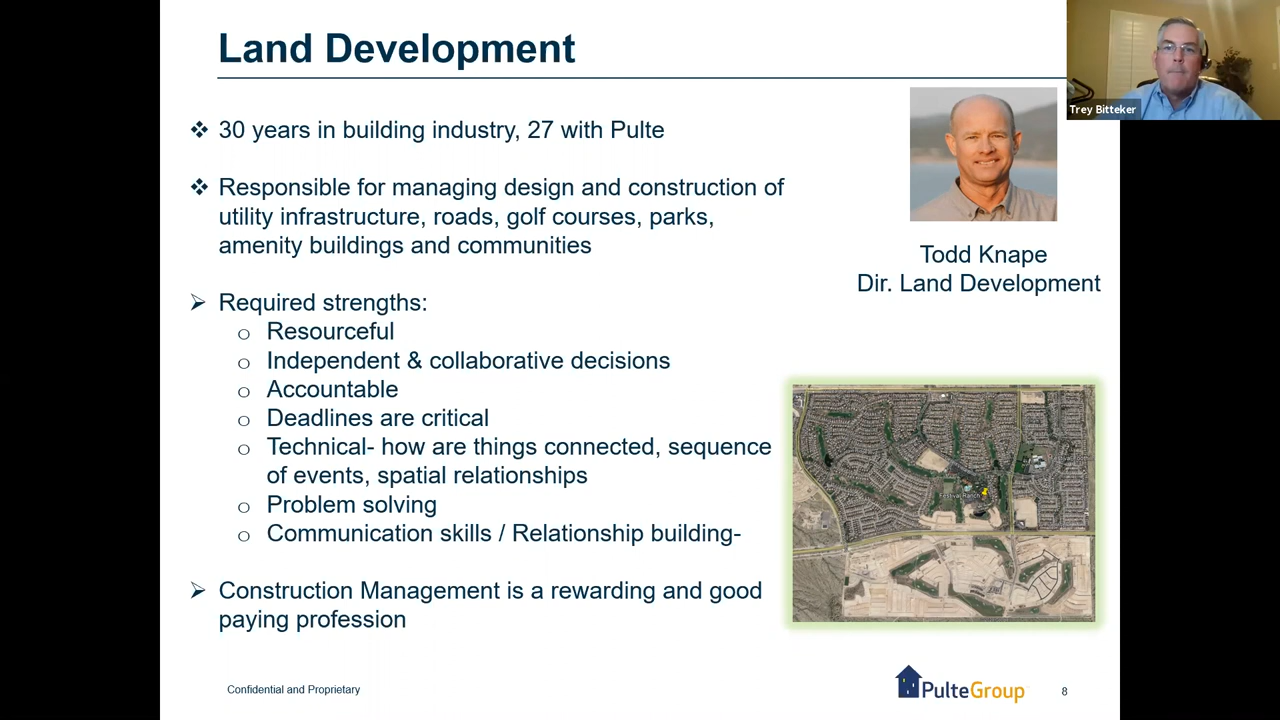 Land Development
Trey Bitteker
❖ 30 years in building industry, 27 with Pulte
❖ Responsible for managing design and construction of
utility infrastructure, roads, golf courses, parks,
amenity buildings and communities
Todd Knape
Dir. Land Development
➢ Required strengths:
o Resourceful
o Independent & collaborative decisions
o Accountable
o Deadlines are critical
o Technical- how are things connected, sequence
of events, spatial relationships
o Problem solving
o Communication skills / Relationship building-
Festival Ranch
➢ Construction Management is a rewarding and good
paying profession
Confidential and Proprietary
PulteGroup
8